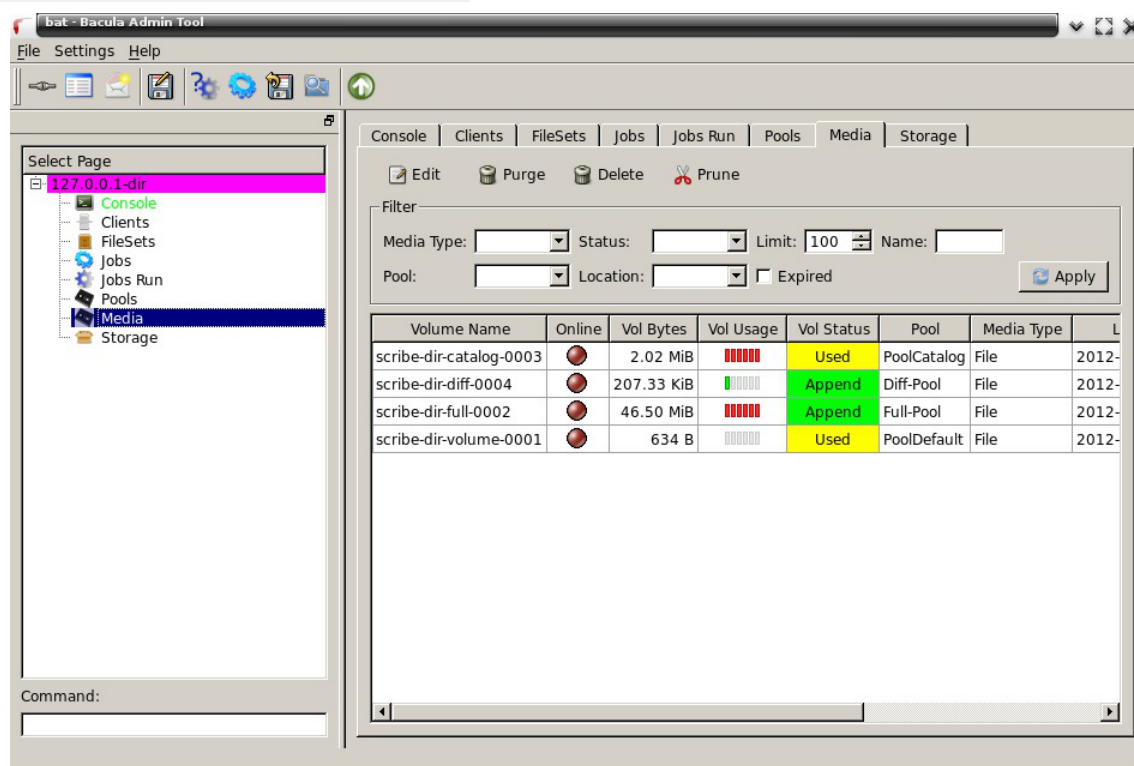 bat - Bacula Admin Tool
File Settings Help
Console Clients FileSets Jobs Jobs Run Pools Media Storage
Select Page
127.0.0.1-dir
Console
Clients
FileSets
Jobs
Jobs Run
Pools
Media
Storage
Command:
Edit Purge Delete Prune
Filter
Media Type: Status: Limit: 100 Name:
Pool: Location: Expired Apply
Volume Name Online Vol Bytes Vol Usage Vol Status Pool Media Type L
scribe-dir-catalog-0003 2.02 MiB Used PoolCatalog File 2012-
scribe-dir-diff-0004 207.33 KiB Append Diff-Pool File 2012-
scribe-dir-full-0002 46.50 MiB Append Full-Pool File 2012-
scribe-dir-volume-0001 634 B Used PoolDefault File 2012-